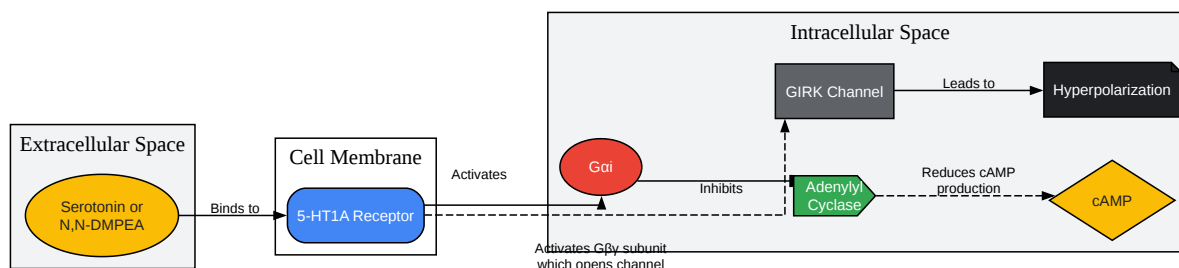 Extracellular Space
Serotonin or
N,N-DMPEA
Binds to
Cell Membrane
5-HT1A Receptor
Activates
Activates Gβγ subunit
which opens channel
Intracellular Space
Gαi
Inhibits
GIRK Channel
Leads to
Hyperpolarization
Adenylyl
Cyclase
Reduces cAMP
production
cAMP